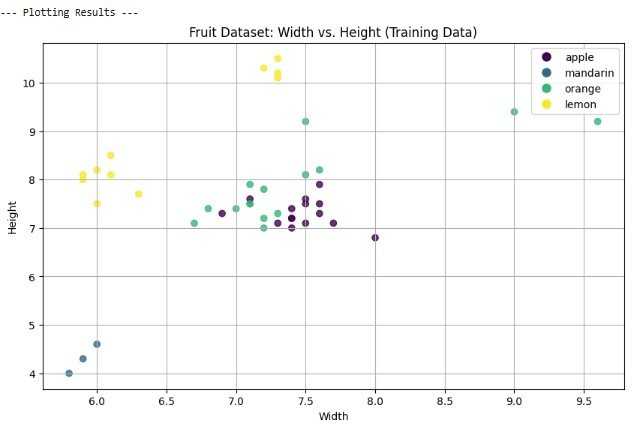 --- Plotting Results ---
Fruit Dataset: Width vs. Height (Training Data)
apple
mandarin
orange
lemon
10
9
8
7
6
5
4
Height
6.0 6.5 7.0 7.5 8.0 8.5 9.0 9.5
Width